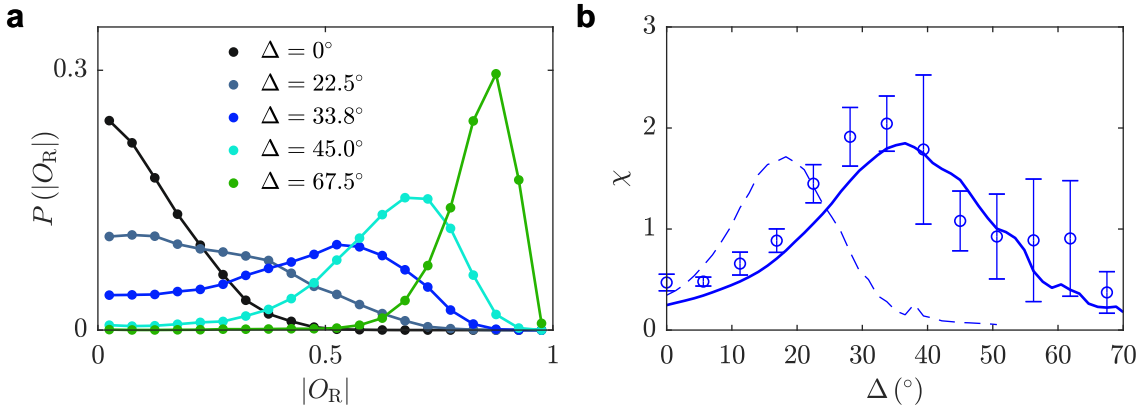 a
P (|O_R|)
0.3
0
Δ = 0°
Δ = 22.5°
Δ = 33.8°
Δ = 45.0°
Δ = 67.5°
0 0.5 1
|O_R|
b
χ
3
2
1
0
0 10 20 30 40 50 60 70
Δ (°)